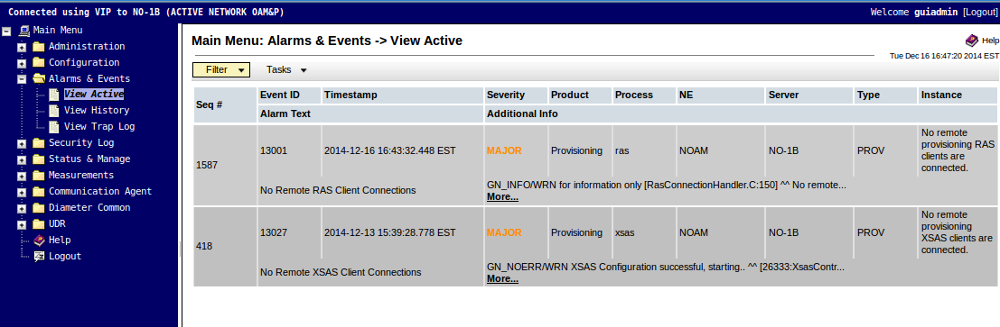 Connected using VIP to NO-1B (ACTIVE NETWORK OAM&P)
Welcome guiadmin [Logout]
Main Menu
Administration
Configuration
Alarms & Events
View Active
View History
View Trap Log
Security Log
Status & Manage
Measurements
Communication Agent
Diameter Common
UDR
Help
Logout
Main Menu: Alarms & Events -> View Active
Help
Tue Dec 16 16:47:20 2014 EST
Filter Tasks
Seq # Event ID Timestamp Severity Product Process NE Server Type Instance
Alarm Text Additional Info
1587 13001 2014-12-16 16:43:32.448 EST MAJOR Provisioning ras NOAM NO-1B PROV No remote
provisioning RAS
clients are
connected.
No Remote RAS Client Connections GN_INFO/WRN for information only [RasConnectionHandler.C:150] ^^ No remote...
More...
418 13027 2014-12-13 15:39:28.778 EST MAJOR Provisioning xsas NOAM NO-1B PROV No remote
provisioning
XSAS clients are
connected.
No Remote XSAS Client Connections GN_NOERR/WRN XSAS Configuration successful, starting.. ^^ [26333:XsasContr...
More...